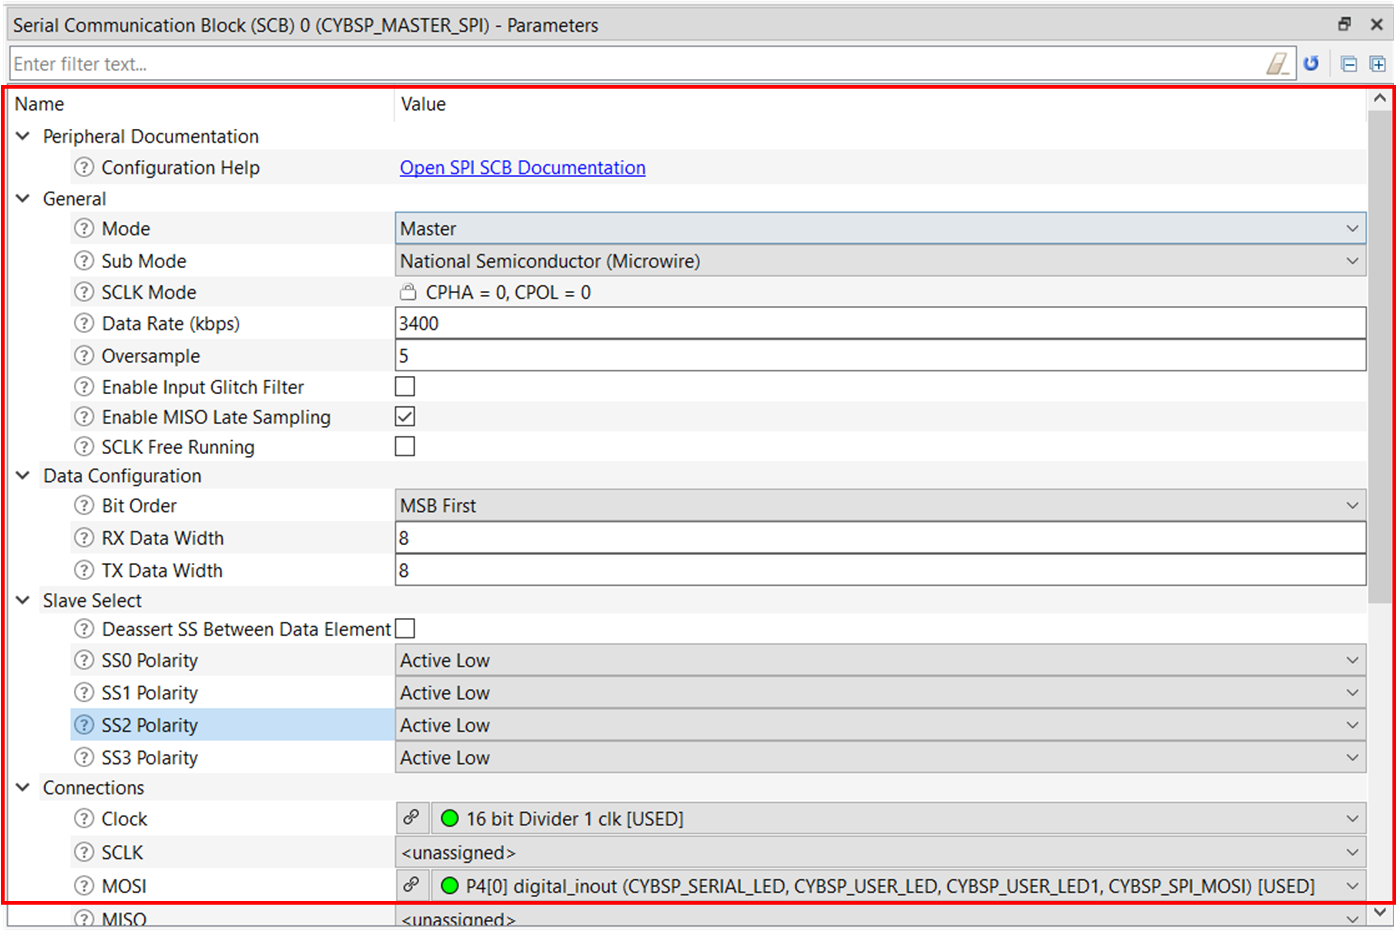 Serial Communication Block (SCB) 0 (CYBSP_MASTER_SPI) - Parameters
Enter filter text...
Name Value
Peripheral Documentation
Configuration Help Open SPI SCB Documentation
General
Mode Master
Sub Mode National Semiconductor (Microwire)
SCLK Mode CPHA = 0, CPOL = 0
Data Rate (kbps) 3400
Oversample 5
Enable Input Glitch Filter
Enable MISO Late Sampling
SCLK Free Running
Data Configuration
Bit Order MSB First
RX Data Width 8
TX Data Width 8
Slave Select
Deassert SS Between Data Element
SS0 Polarity Active Low
SS1 Polarity Active Low
SS2 Polarity Active Low
SS3 Polarity Active Low
Connections
Clock 16 bit Divider 1 clk [USED]
SCLK <unassigned>
MOSI P4[0] digital_inout (CYBSP_SERIAL_LED, CYBSP_USER_LED, CYBSP_USER_LED1, CYBSP_SPI_MOSI) [USED]
MISO <unassigned>